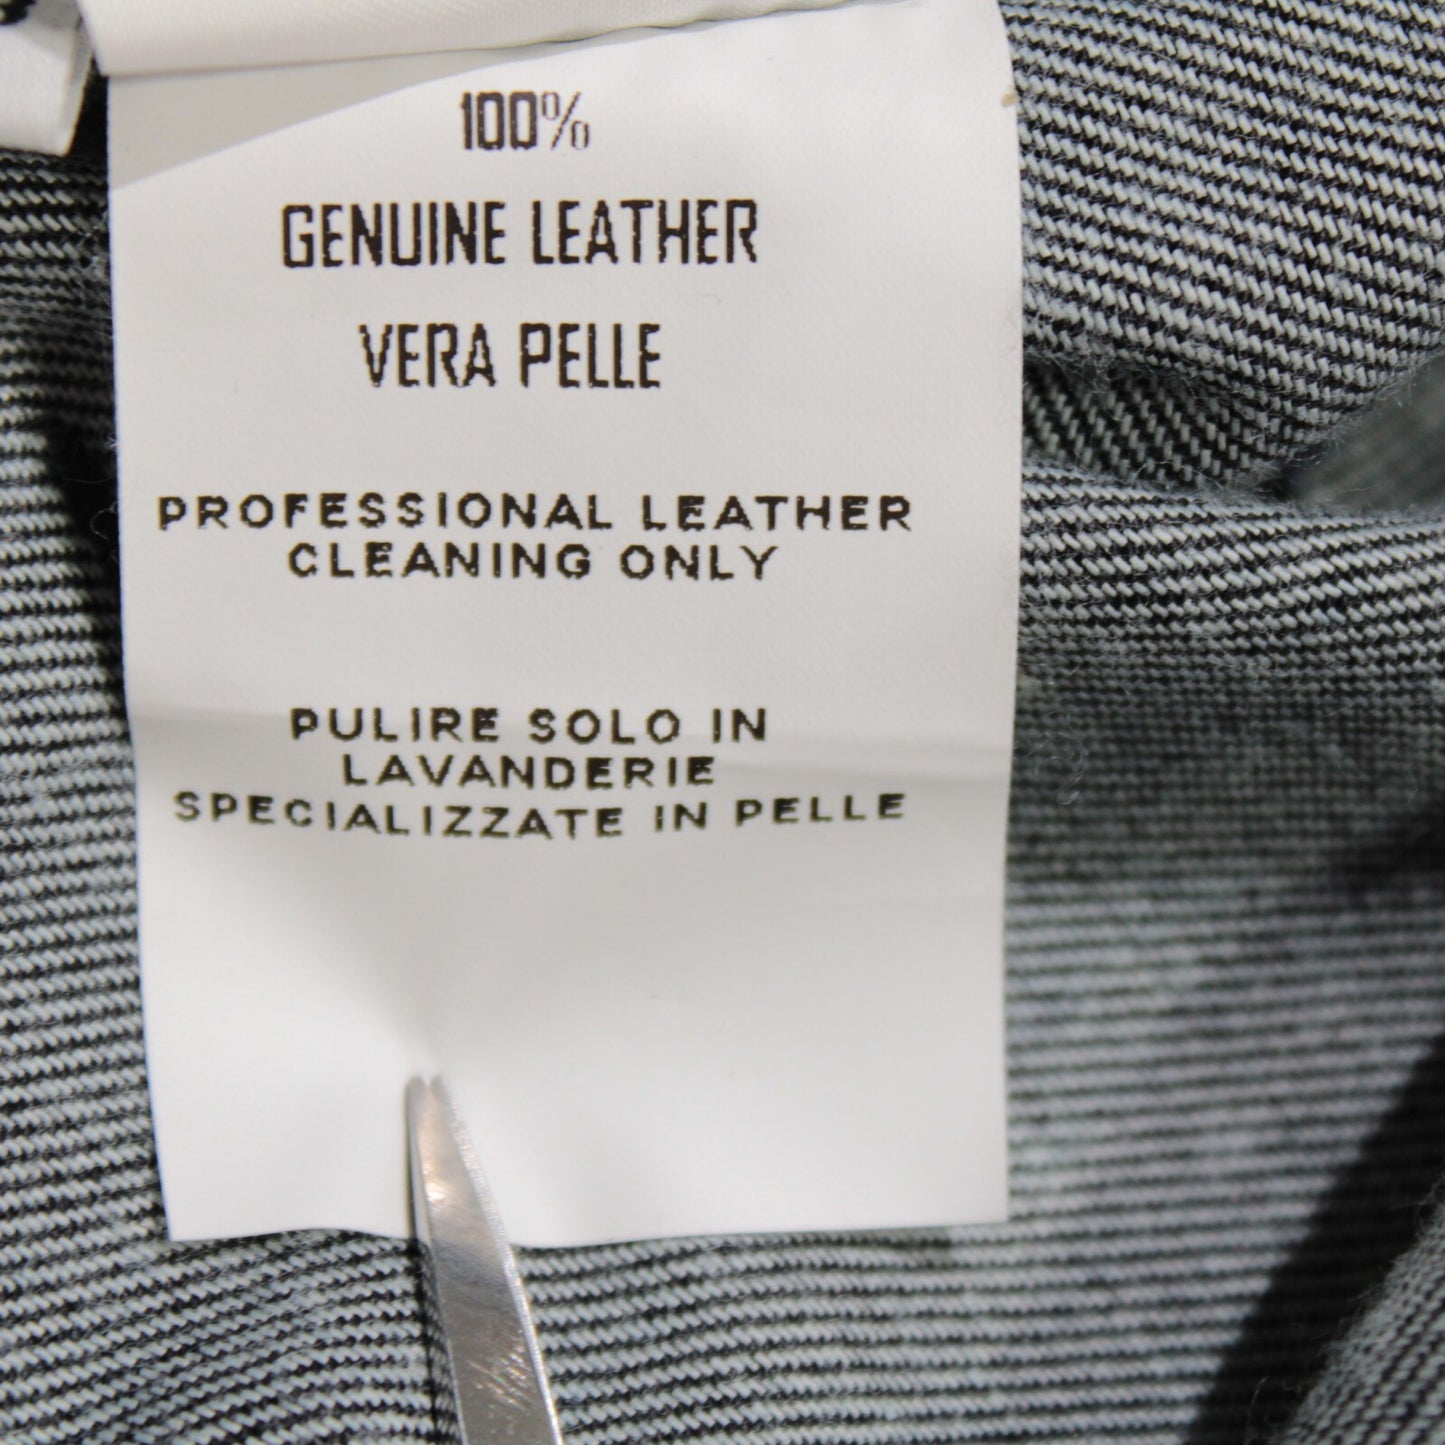 100%
GENUINE LEATHER
VERA PELLE
PROFESSIONAL LEATHER
CLEANING ONLY
PULIRE SOLO IN
LAVANDERIE
SPECIALIZZATE IN PELLE